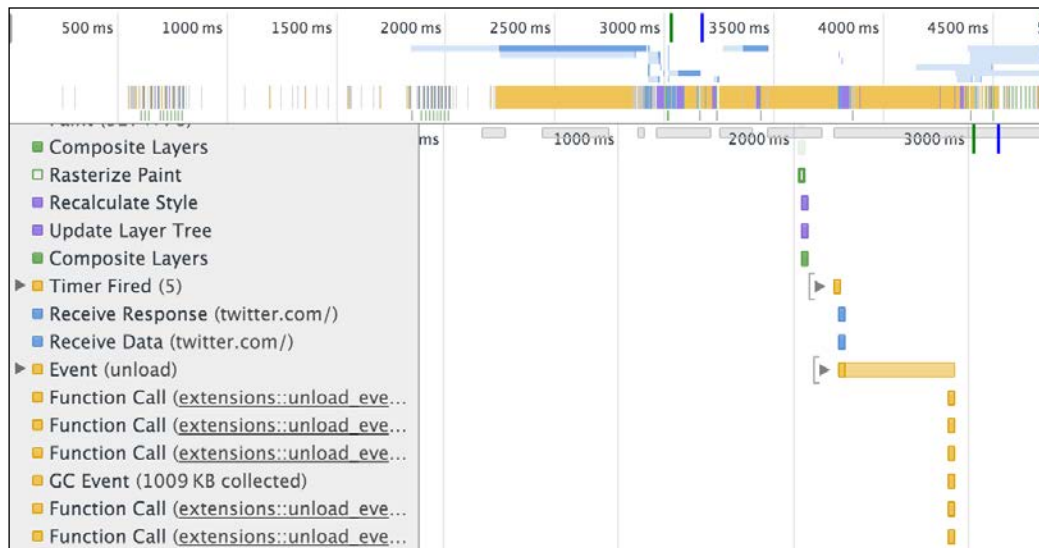 500 ms 1000 ms 1500 ms 2000 ms 2500 ms 3000 ms 3500 ms 4000 ms 4500 ms
ms 1000 ms 2000 ms 3000 ms
Composite Layers
Rasterize Paint
Recalculate Style
Update Layer Tree
Composite Layers
Timer Fired (5)
Receive Response (twitter.com/)
Receive Data (twitter.com/)
Event (unload)
Function Call (extensions::unload_eve...
Function Call (extensions::unload_eve...
Function Call (extensions::unload_eve...
GC Event (1009 KB collected)
Function Call (extensions::unload_eve...
Function Call (extensions::unload_eve...